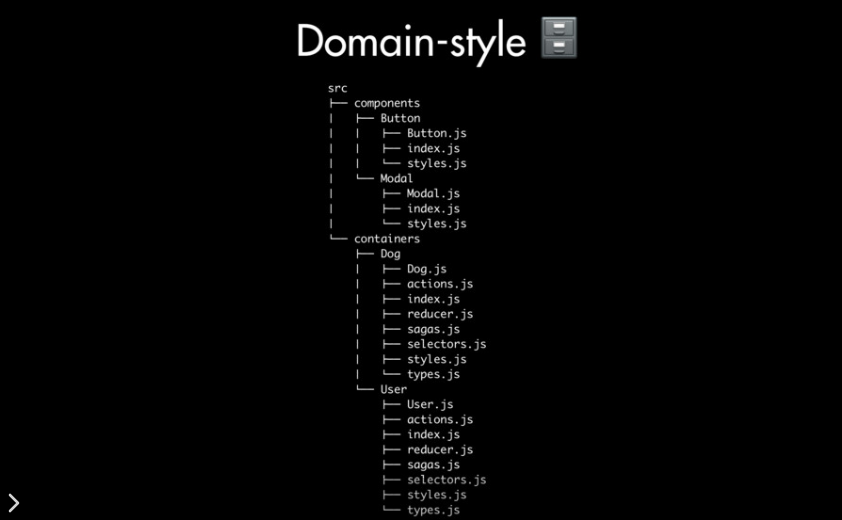 Domain-style 🗄️
src
├── components
|   ├── Button
|   |   ├── Button.js
|   |   ├── index.js
|   |   └── styles.js
|   └── Modal
|       ├── Modal.js
|       ├── index.js
|       └── styles.js
└── containers
    ├── Dog
    |   ├── Dog.js
    |   ├── actions.js
    |   ├── index.js
    |   ├── reducer.js
    |   ├── sagas.js
    |   ├── selectors.js
    |   ├── styles.js
    |   └── types.js
    └── User
        ├── User.js
        ├── actions.js
        ├── index.js
        ├── reducer.js
        ├── sagas.js
        ├── selectors.js
        ├── styles.js
        └── types.js